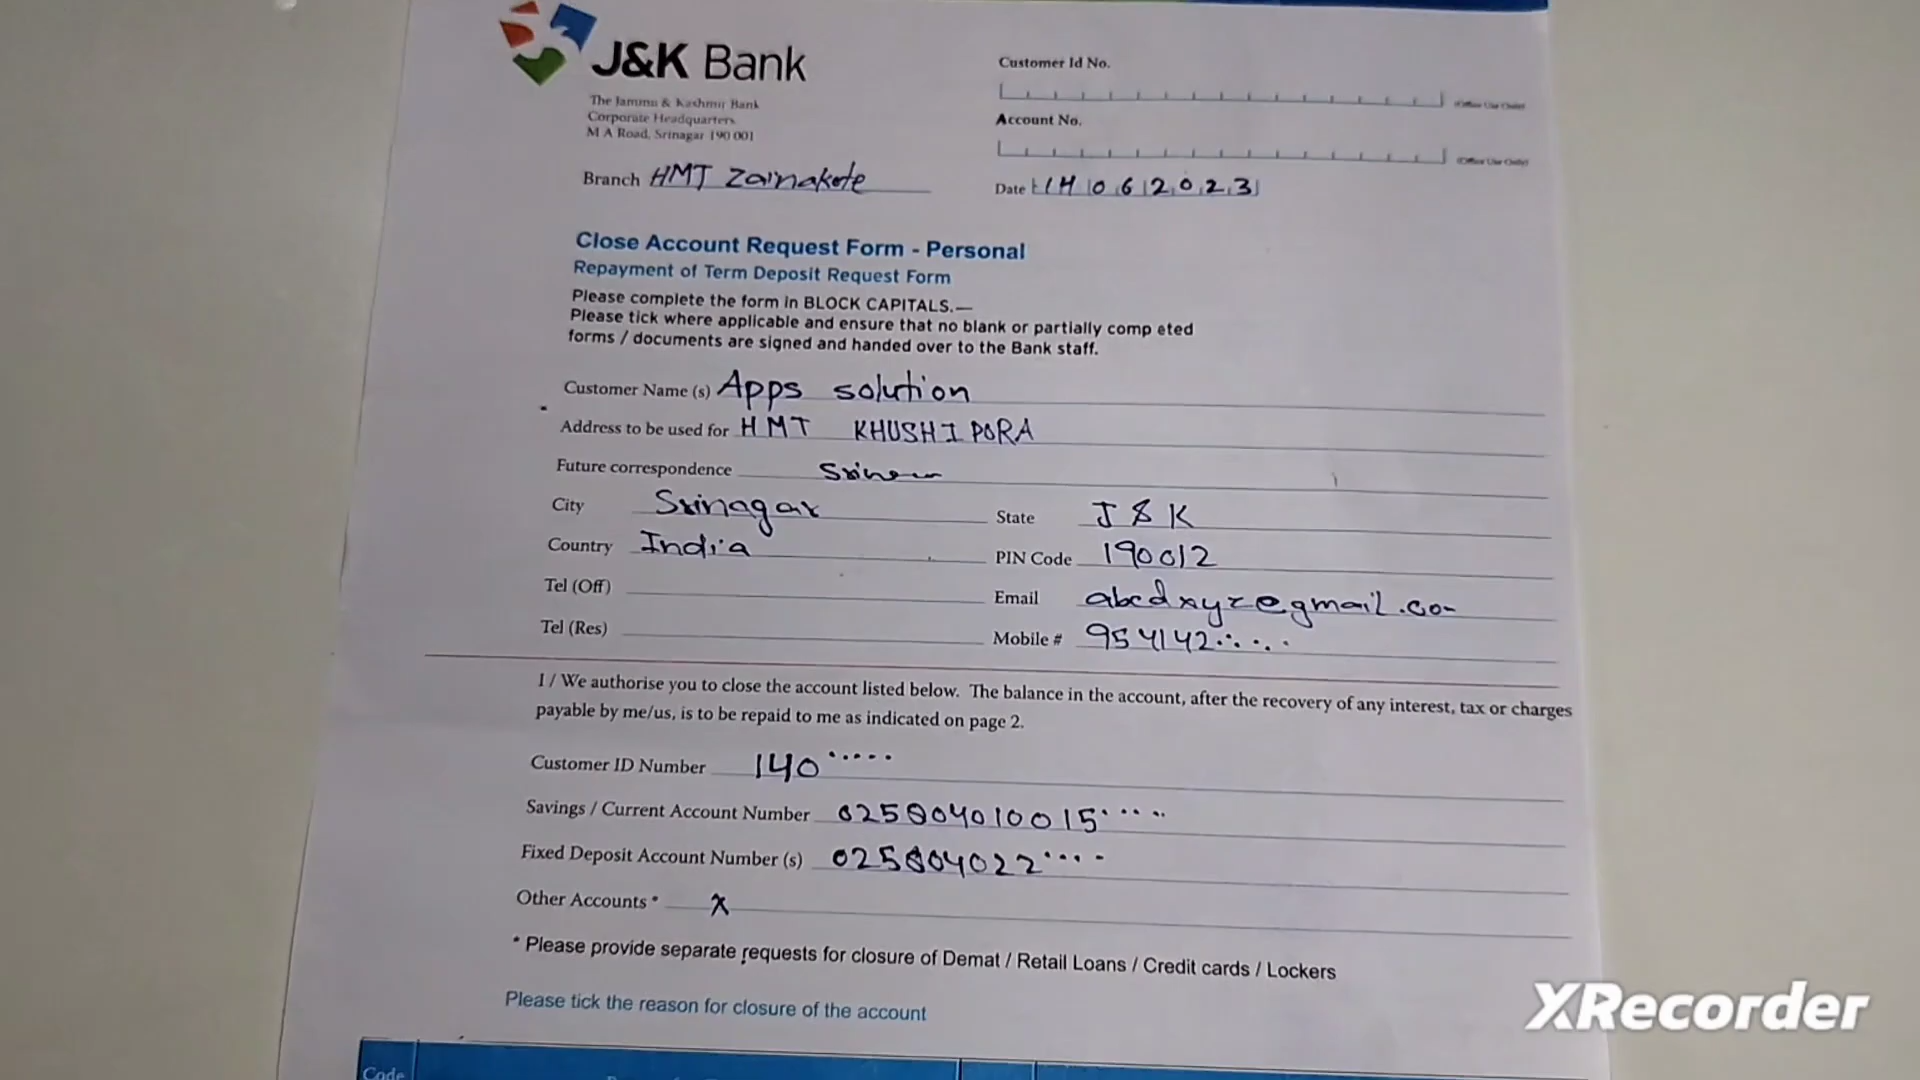 J&K Bank
The Jammu & Kashmir Bank
Corporate Headquarters
M A Road, Srinagar 190 001
Customer Id No.
(Office Use Only)
Account No.
(Office Use Only)
Branch HMT Zainakote
Date 14 06 2023
Close Account Request Form - Personal
Repayment of Term Deposit Request Form
Please complete the form in BLOCK CAPITALS.—
Please tick where applicable and ensure that no blank or partially comp eted
forms / documents are signed and handed over to the Bank staff.
Customer Name (s) Apps solution
Address to be used for HMT KHUSHIPORA
Future correspondence
City Srinagar State J&K
Country India PIN Code 190012
Tel (Off) Email abcdxyz@gmail.co
Tel (Res) Mobile # 954142.....
I / We authorise you to close the account listed below. The balance in the account, after the recovery of any interest, tax or charges
payable by me/us, is to be repaid to me as indicated on page 2.
Customer ID Number 140.....
Savings / Current Account Number 025804010015....
Fixed Deposit Account Number (s) 025804022....
Other Accounts * x
* Please provide separate requests for closure of Demat / Retail Loans / Credit cards / Lockers
Please tick the reason for closure of the account
Code
XRecorder